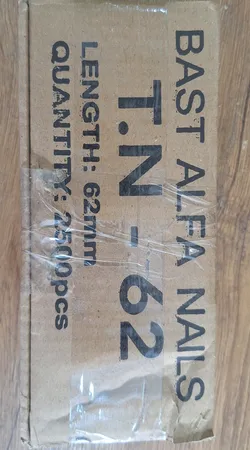 BAST ALFA NAILS
T.N - 62
LENGTH: 62mm
QUANTITY: 2500pcs